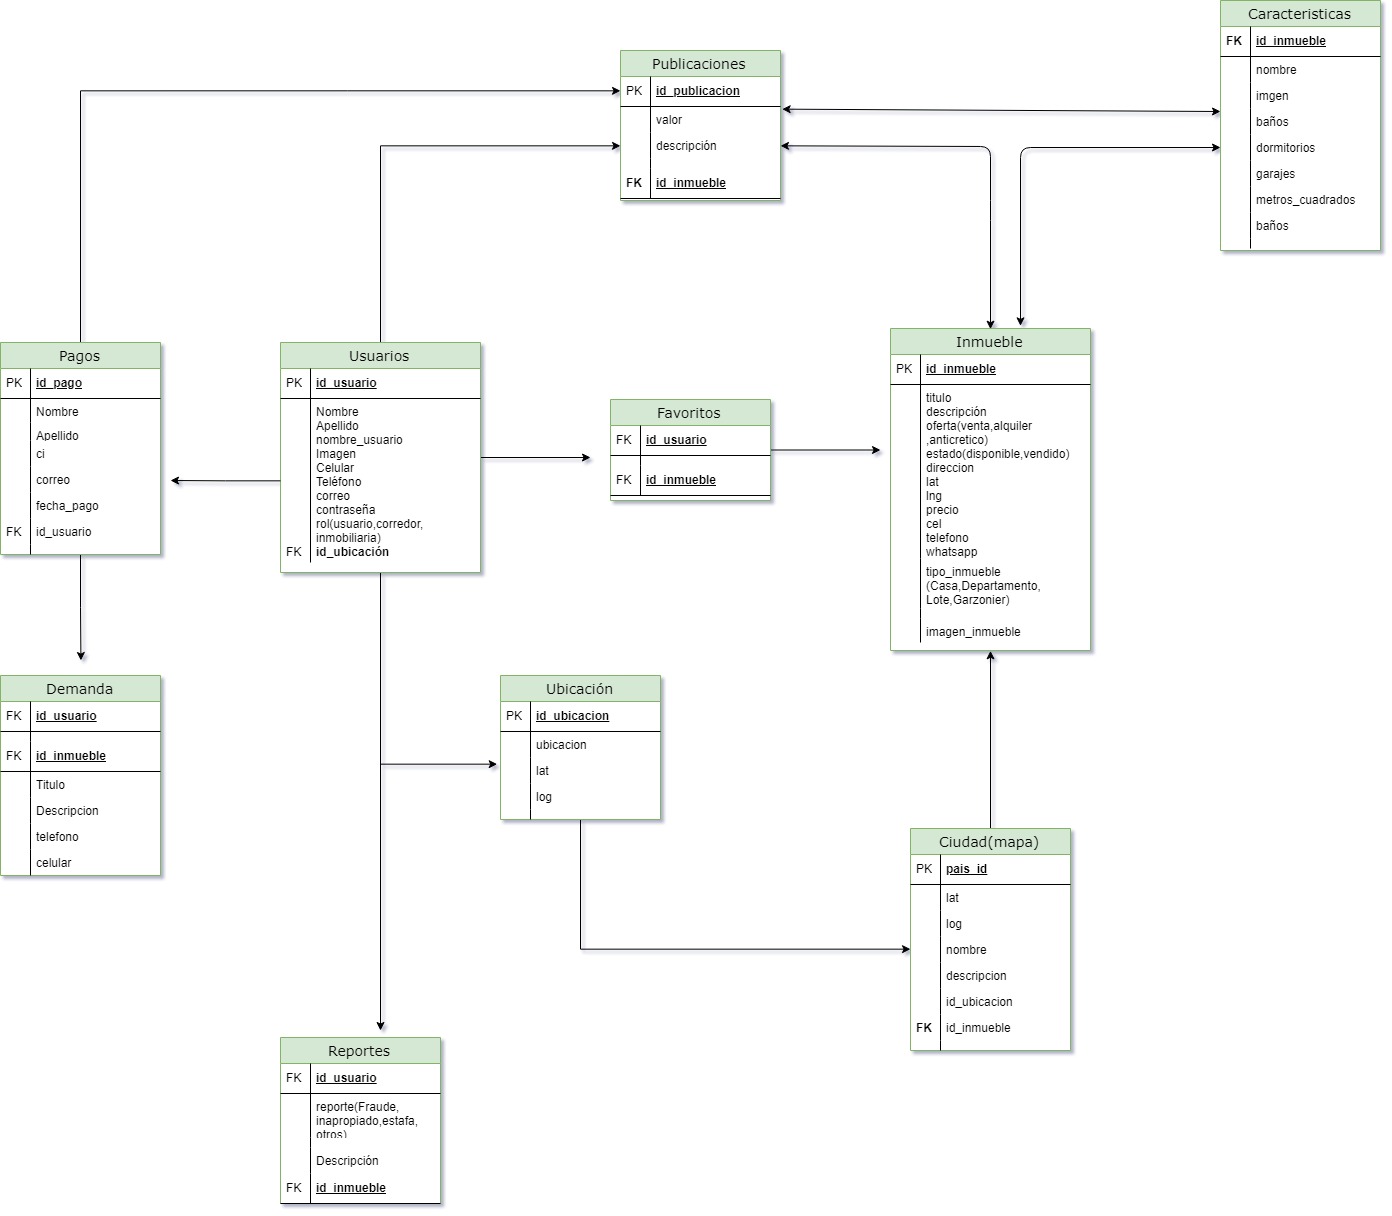 Caracteristicas
FK id_inmueble
nombre
imgen
baños
dormitorios
garajes
metros_cuadrados
baños
Publicaciones
PK id_publicacion
valor
descripción
FK id_inmueble
Pagos
PK id_pago
Nombre
Apellido
ci
correo
fecha_pago
FK id_usuario
Usuarios
PK id_usuario
Nombre
Apellido
nombre_usuario
Imagen
Celular
Teléfono
correo
contraseña
rol(usuario,corredor,
inmobiliaria)
FK id_ubicación
Favoritos
FK id_usuario
FK id_inmueble
Inmueble
PK id_inmueble
titulo
descripción
oferta(venta,alquiler
,anticretico)
estado(disponible,vendido)
direccion
lat
lng
precio
cel
telefono
whatsapp
tipo_inmueble
(Casa,Departamento,
Lote,Garzonier)
imagen_inmueble
Demanda
FK id_usuario
FK id_inmueble
Titulo
Descripcion
telefono
celular
Ubicación
PK id_ubicacion
ubicacion
lat
log
Ciudad(mapa)
PK pais_id
lat
log
nombre
descripcion
id_ubicacion
FK id_inmueble
Reportes
FK id_usuario
reporte(Fraude,
inapropiado,estafa,
otros)
Descripción
FK id_inmueble